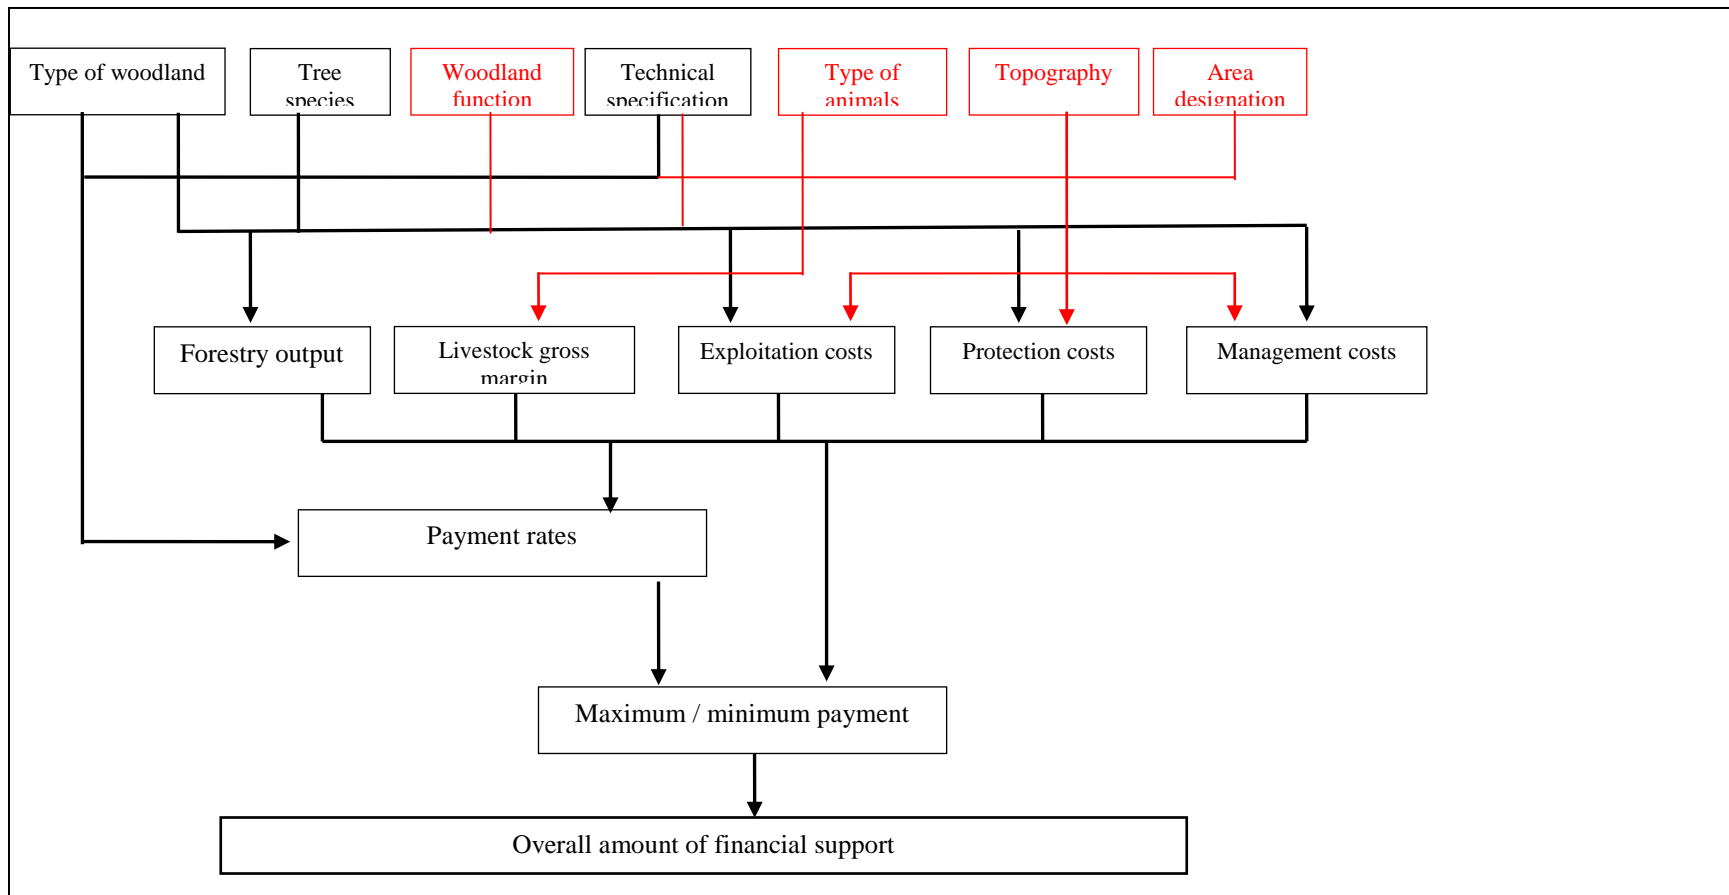 Type of woodland
Tree
species
Woodland
function
Technical
specification
Type of
animals
Topography
Area
designation
Forestry output
Livestock gross
margin
Exploitation costs
Protection costs
Management costs
Payment rates
Maximum / minimum payment
Overall amount of financial support